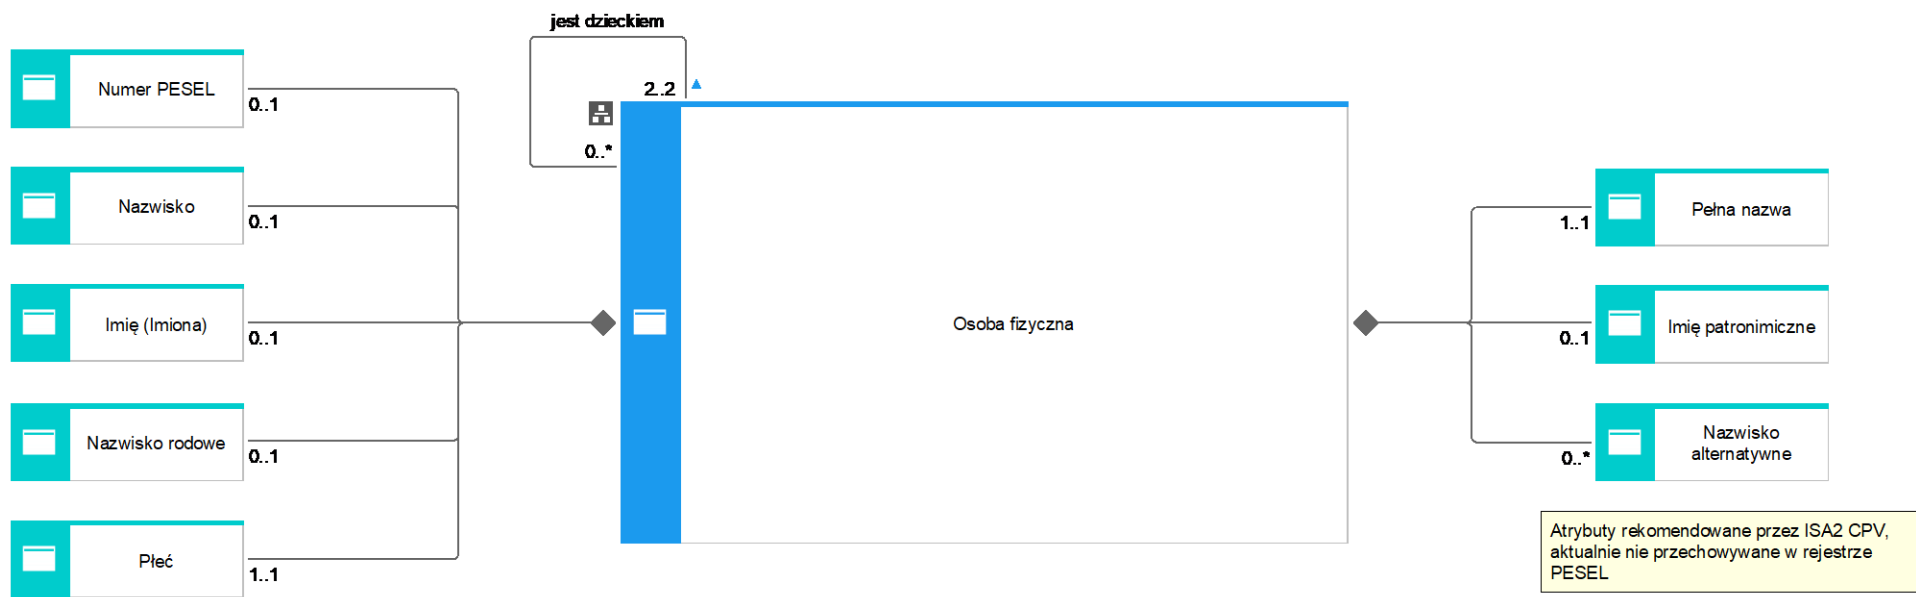 jest dzieckiem
2..2
0..*
Numer PESEL
0..1
Nazwisko
0..1
Imię (Imiona)
0..1
Nazwisko rodowe
0..1
Płeć
1..1
Osoba fizyczna
Pełna nazwa
1..1
Imię patronimiczne
0..1
Nazwisko
alternatywne
0..*
Atrybuty rekomendowane przez ISA2 CPV,
aktualnie nie przechowywane w rejestrze
PESEL